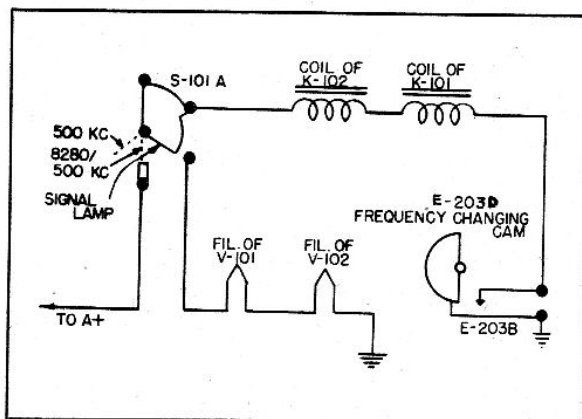 S-101 A
COIL OF
K-102
COIL OF
K-101
500 KC
8280/
500 KC
SIGNAL
LAMP
E-203D
FREQUENCY CHANGING
CAM
FIL. OF
V-101
FIL. OF
V-102
TO A+
E-203B